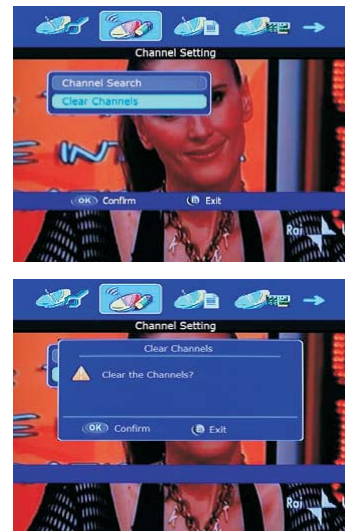 Channel Setting
Channel Search
Clear Channels
E IN
OK Confirm
Exit
Rai
Channel Setting
Clear Channels
Clear the Channels?
OK Confirm
Exit
Rai